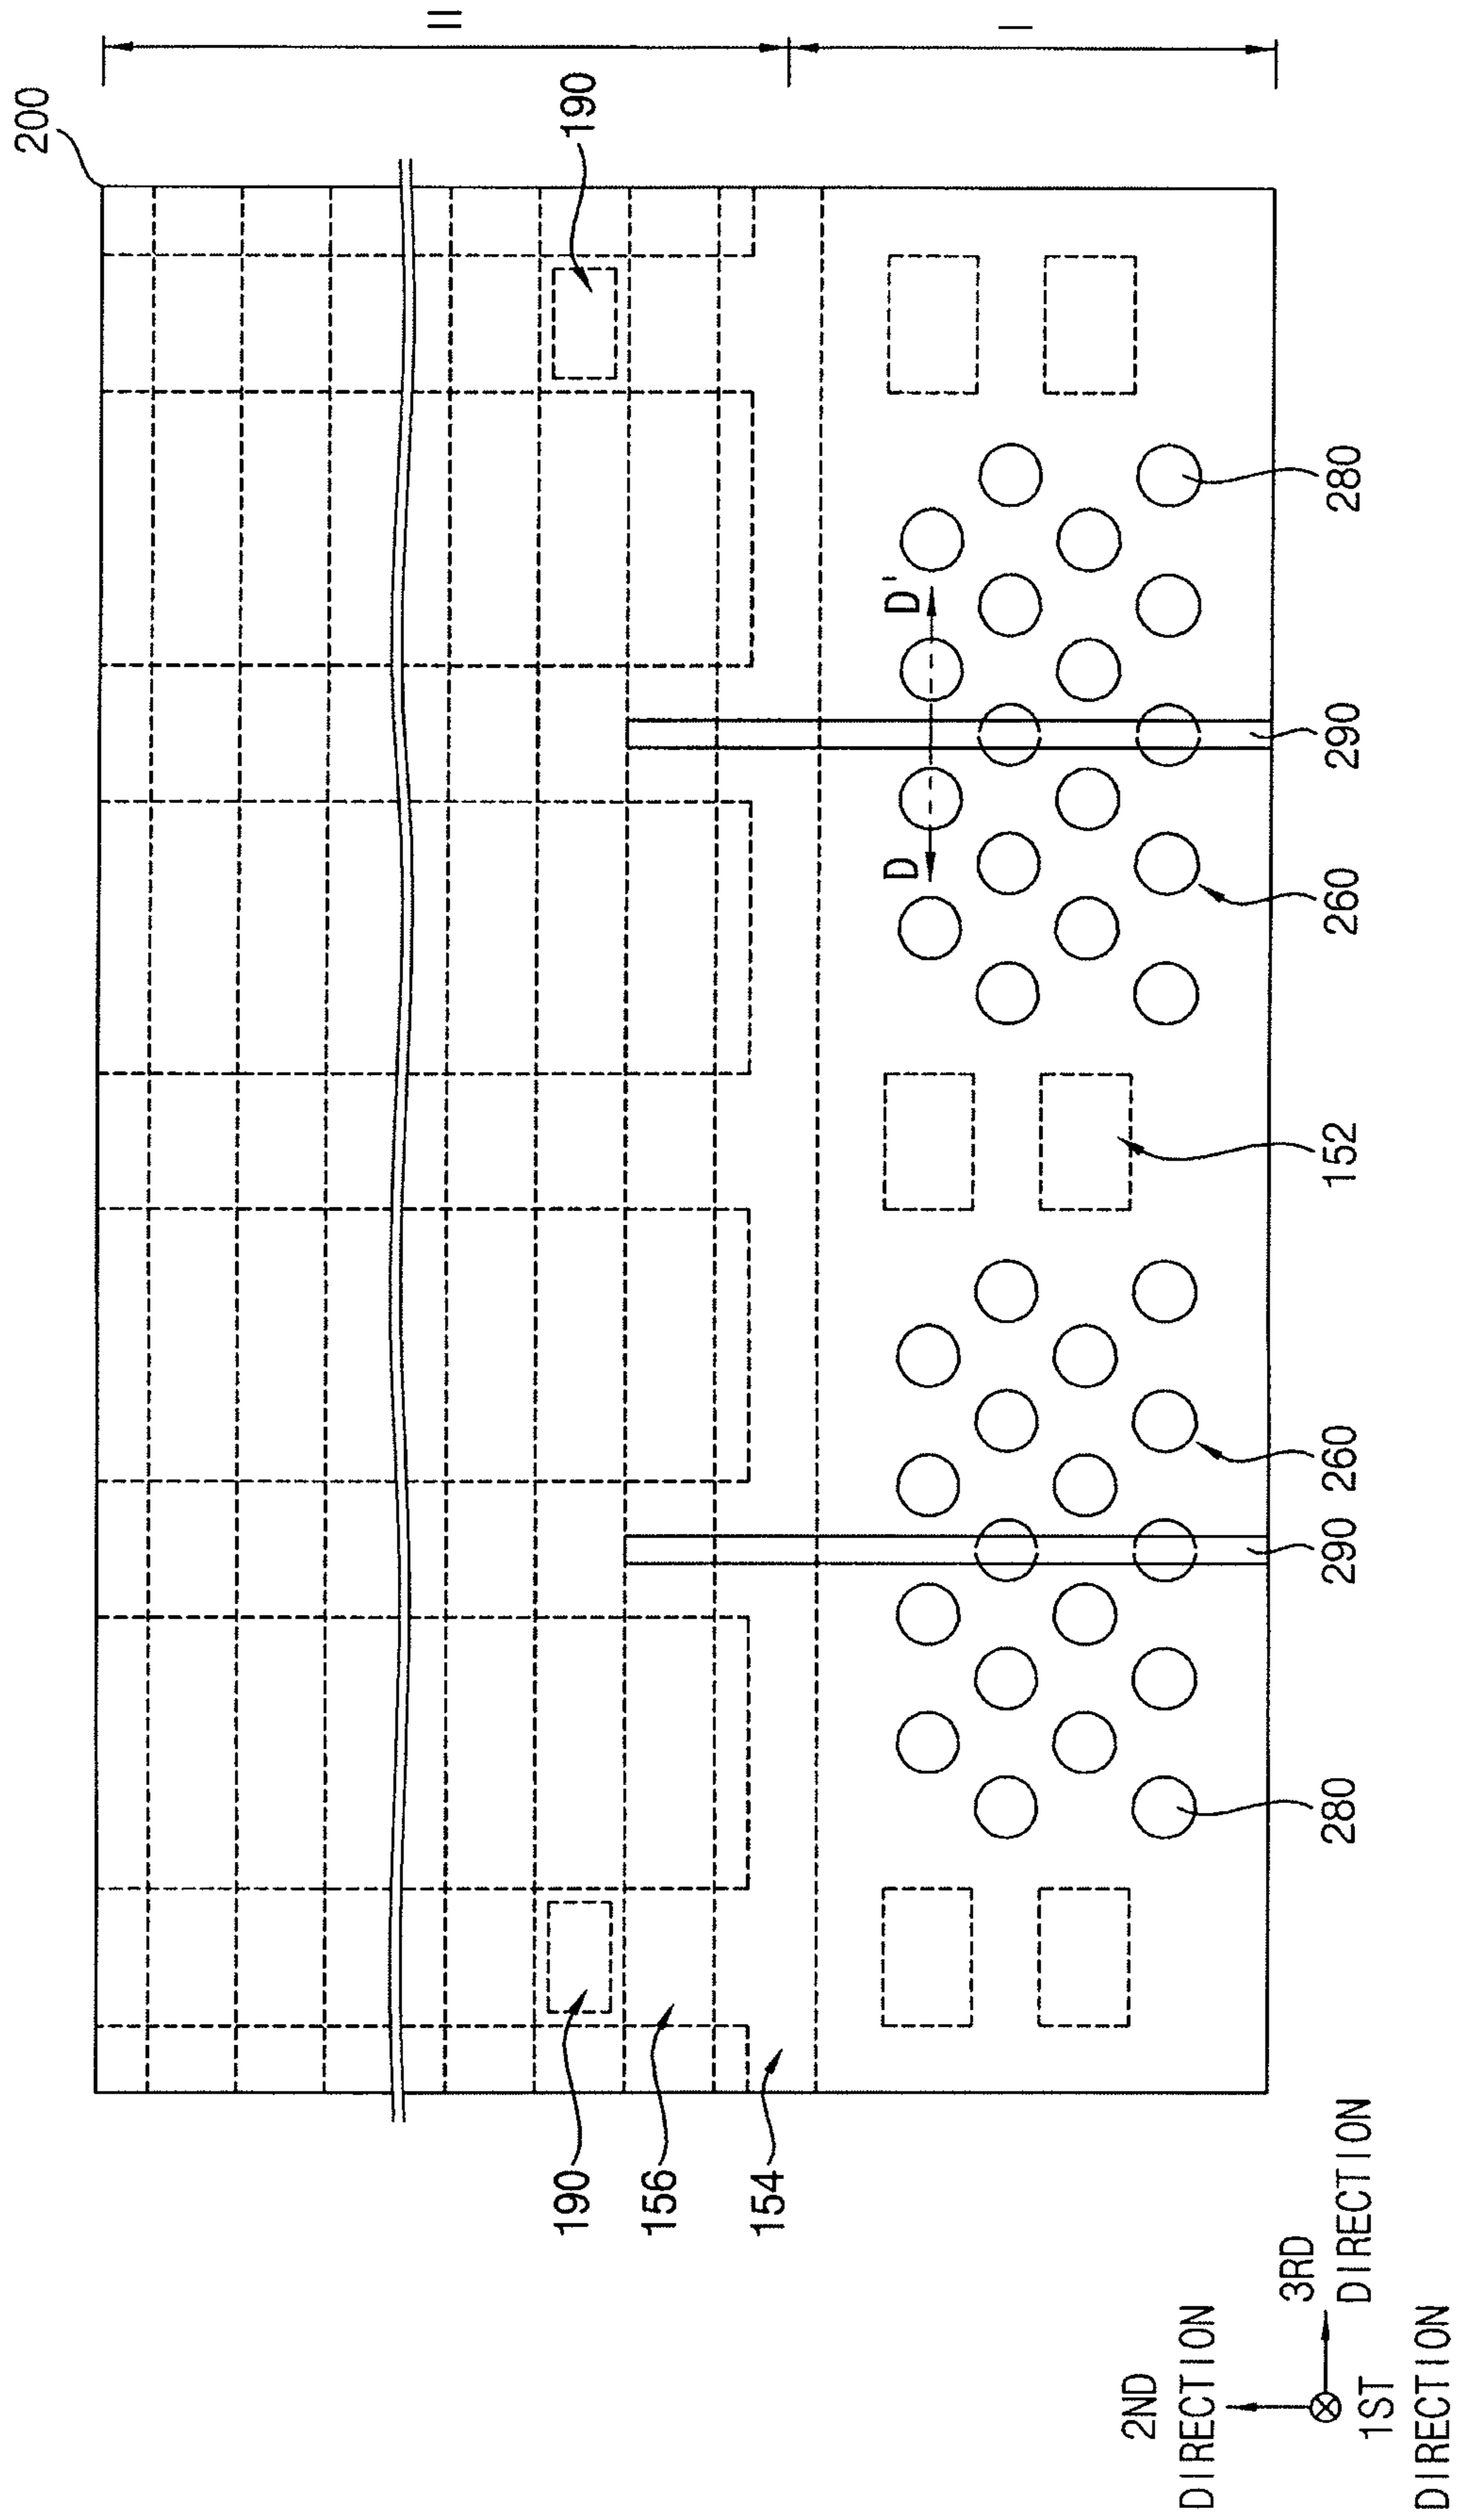 200
II
I
190
D'
D
280
290
260
152
260
290
280
190
156
154
2ND
DIRECTION
3RD
DIRECTION
1ST
DIRECTION